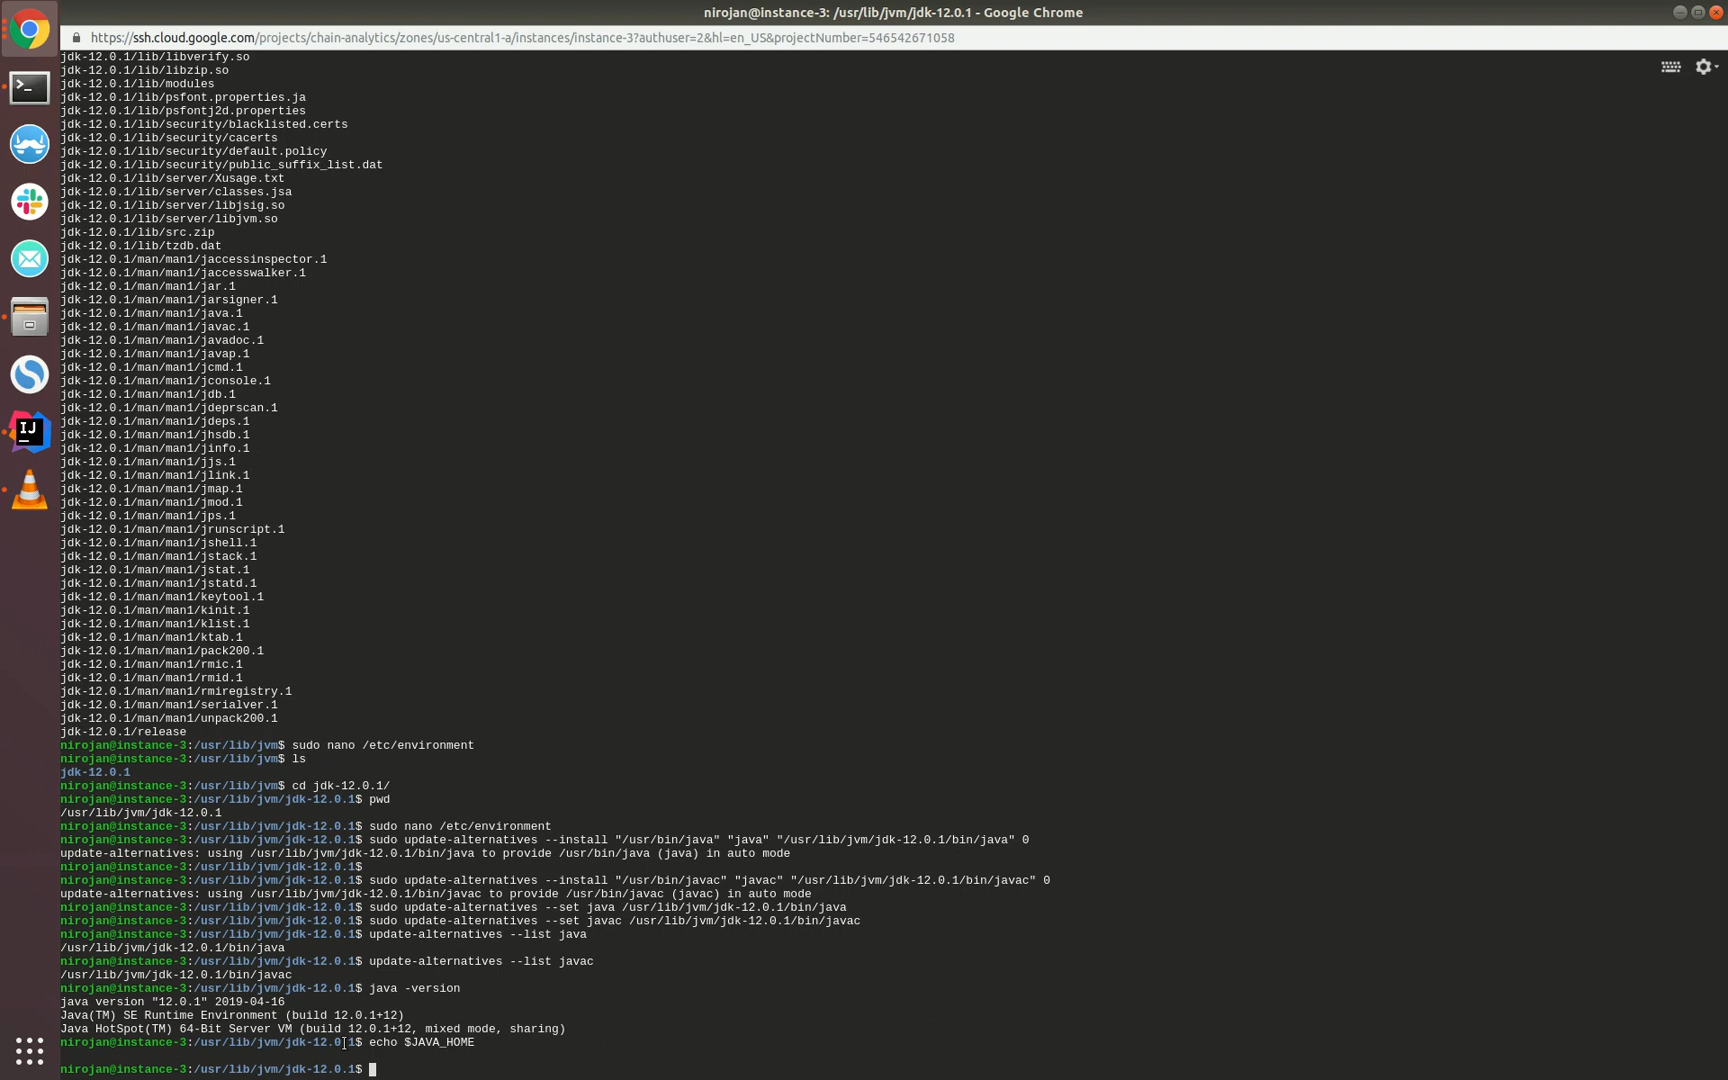 nirojan@instance-3: /usr/lib/jvm/jdk-12.0.1 - Google Chrome
https://ssh.cloud.google.com/projects/chain-analytics/zones/us-central1-a/instances/instance-3?authuser=2&hl=en_US&projectNumber=546542671058
jdk-12.0.1/lib/libverify.so
jdk-12.0.1/lib/libzip.so
jdk-12.0.1/lib/modules
jdk-12.0.1/lib/psfont.properties.ja
jdk-12.0.1/lib/psfontj2d.properties
jdk-12.0.1/lib/security/blacklisted.certs
jdk-12.0.1/lib/security/cacerts
jdk-12.0.1/lib/security/default.policy
jdk-12.0.1/lib/security/public_suffix_list.dat
jdk-12.0.1/lib/server/Xusage.txt
jdk-12.0.1/lib/server/classes.jsa
jdk-12.0.1/lib/server/libjsig.so
jdk-12.0.1/lib/server/libjvm.so
jdk-12.0.1/lib/src.zip
jdk-12.0.1/lib/tzdb.dat
jdk-12.0.1/man/man1/jaccessinspector.1
jdk-12.0.1/man/man1/jaccesswalker.1
jdk-12.0.1/man/man1/jar.1
jdk-12.0.1/man/man1/jarsigner.1
jdk-12.0.1/man/man1/java.1
jdk-12.0.1/man/man1/javac.1
jdk-12.0.1/man/man1/javadoc.1
jdk-12.0.1/man/man1/javap.1
jdk-12.0.1/man/man1/jcmd.1
jdk-12.0.1/man/man1/jconsole.1
jdk-12.0.1/man/man1/jdb.1
jdk-12.0.1/man/man1/jdeprscan.1
jdk-12.0.1/man/man1/jdeps.1
jdk-12.0.1/man/man1/jhsdb.1
jdk-12.0.1/man/man1/jinfo.1
jdk-12.0.1/man/man1/jjs.1
jdk-12.0.1/man/man1/jlink.1
jdk-12.0.1/man/man1/jmap.1
jdk-12.0.1/man/man1/jmod.1
jdk-12.0.1/man/man1/jps.1
jdk-12.0.1/man/man1/jrunscript.1
jdk-12.0.1/man/man1/jshell.1
jdk-12.0.1/man/man1/jstack.1
jdk-12.0.1/man/man1/jstat.1
jdk-12.0.1/man/man1/jstatd.1
jdk-12.0.1/man/man1/keytool.1
jdk-12.0.1/man/man1/kinit.1
jdk-12.0.1/man/man1/klist.1
jdk-12.0.1/man/man1/ktab.1
jdk-12.0.1/man/man1/pack200.1
jdk-12.0.1/man/man1/rmic.1
jdk-12.0.1/man/man1/rmid.1
jdk-12.0.1/man/man1/rmiregistry.1
jdk-12.0.1/man/man1/serialver.1
jdk-12.0.1/man/man1/unpack200.1
jdk-12.0.1/release
nirojan@instance-3:/usr/lib/jvm$ sudo nano /etc/environment
nirojan@instance-3:/usr/lib/jvm$ ls
jdk-12.0.1
nirojan@instance-3:/usr/lib/jvm$ cd jdk-12.0.1/
nirojan@instance-3:/usr/lib/jvm/jdk-12.0.1$ pwd
/usr/lib/jvm/jdk-12.0.1
nirojan@instance-3:/usr/lib/jvm/jdk-12.0.1$ sudo nano /etc/environment
nirojan@instance-3:/usr/lib/jvm/jdk-12.0.1$ sudo update-alternatives --install "/usr/bin/java" "java" "/usr/lib/jvm/jdk-12.0.1/bin/java" 0
update-alternatives: using /usr/lib/jvm/jdk-12.0.1/bin/java to provide /usr/bin/java (java) in auto mode
nirojan@instance-3:/usr/lib/jvm/jdk-12.0.1$
nirojan@instance-3:/usr/lib/jvm/jdk-12.0.1$ sudo update-alternatives --install "/usr/bin/javac" "javac" "/usr/lib/jvm/jdk-12.0.1/bin/javac" 0
update-alternatives: using /usr/lib/jvm/jdk-12.0.1/bin/javac to provide /usr/bin/javac (javac) in auto mode
nirojan@instance-3:/usr/lib/jvm/jdk-12.0.1$ sudo update-alternatives --set java /usr/lib/jvm/jdk-12.0.1/bin/java
nirojan@instance-3:/usr/lib/jvm/jdk-12.0.1$ sudo update-alternatives --set javac /usr/lib/jvm/jdk-12.0.1/bin/javac
nirojan@instance-3:/usr/lib/jvm/jdk-12.0.1$ update-alternatives --list java
/usr/lib/jvm/jdk-12.0.1/bin/java
nirojan@instance-3:/usr/lib/jvm/jdk-12.0.1$ update-alternatives --list javac
/usr/lib/jvm/jdk-12.0.1/bin/javac
nirojan@instance-3:/usr/lib/jvm/jdk-12.0.1$ java -version
java version "12.0.1" 2019-04-16
Java(TM) SE Runtime Environment (build 12.0.1+12)
Java HotSpot(TM) 64-Bit Server VM (build 12.0.1+12, mixed mode, sharing)
nirojan@instance-3:/usr/lib/jvm/jdk-12.0.1$ echo $JAVA_HOME
nirojan@instance-3:/usr/lib/jvm/jdk-12.0.1$
IJ